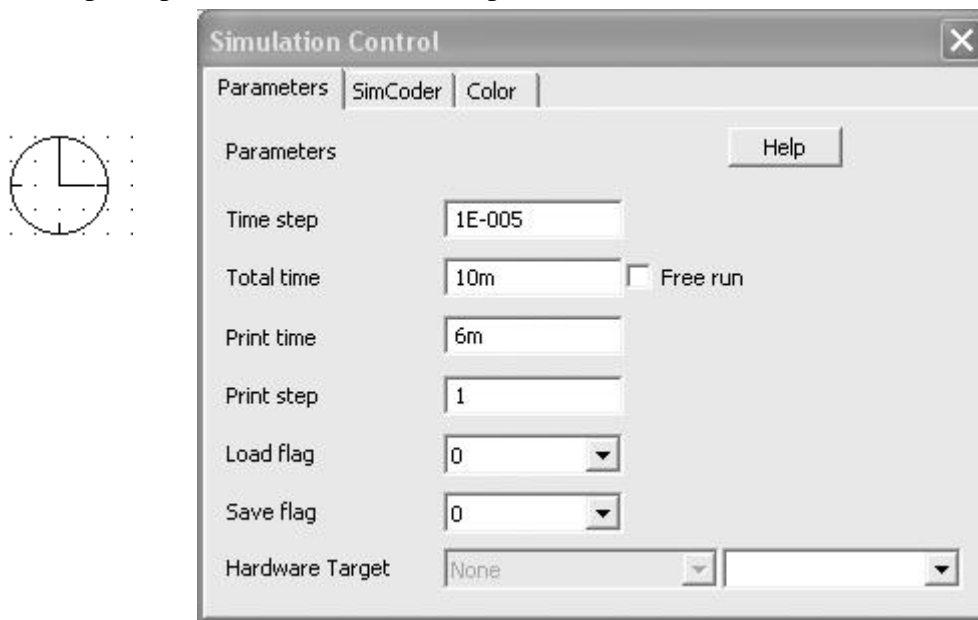 Simulation Control
Parameters SimCoder Color
Parameters Help
Time step 1E-005
Total time 10m Free run
Print time 6m
Print step 1
Load flag 0
Save flag 0
Hardware Target None